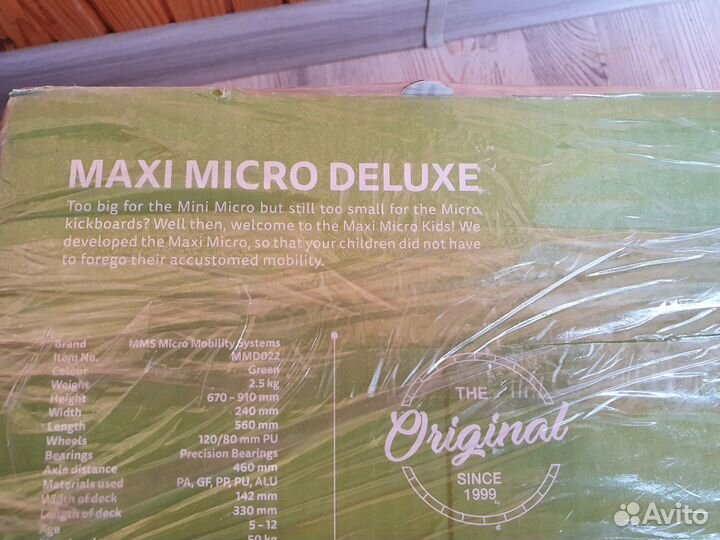 MAXI MICRO DELUXE
Too big for the Mini Micro but still too small for the Micro
kickboards? Well then, welcome to the Maxi Micro Kids! We
developed the Maxi Micro, so that your children did not have
to forego their accustomed mobility.
Brand MMS Micro Mobility Systems
Item No. MMD022
Colour Green
Weight 2.5 kg
Height 670 – 910 mm
Width 240 mm
Length 560 mm
Wheels 120/80 mm PU
Bearings Precision Bearings
Axle distance 460 mm
Materials used PA, GF, PP, PU, ALU
Width of deck 142 mm
Length of deck 330 mm
Age 5 – 12
50 kg
THE
Original
SINCE
1999
Avito